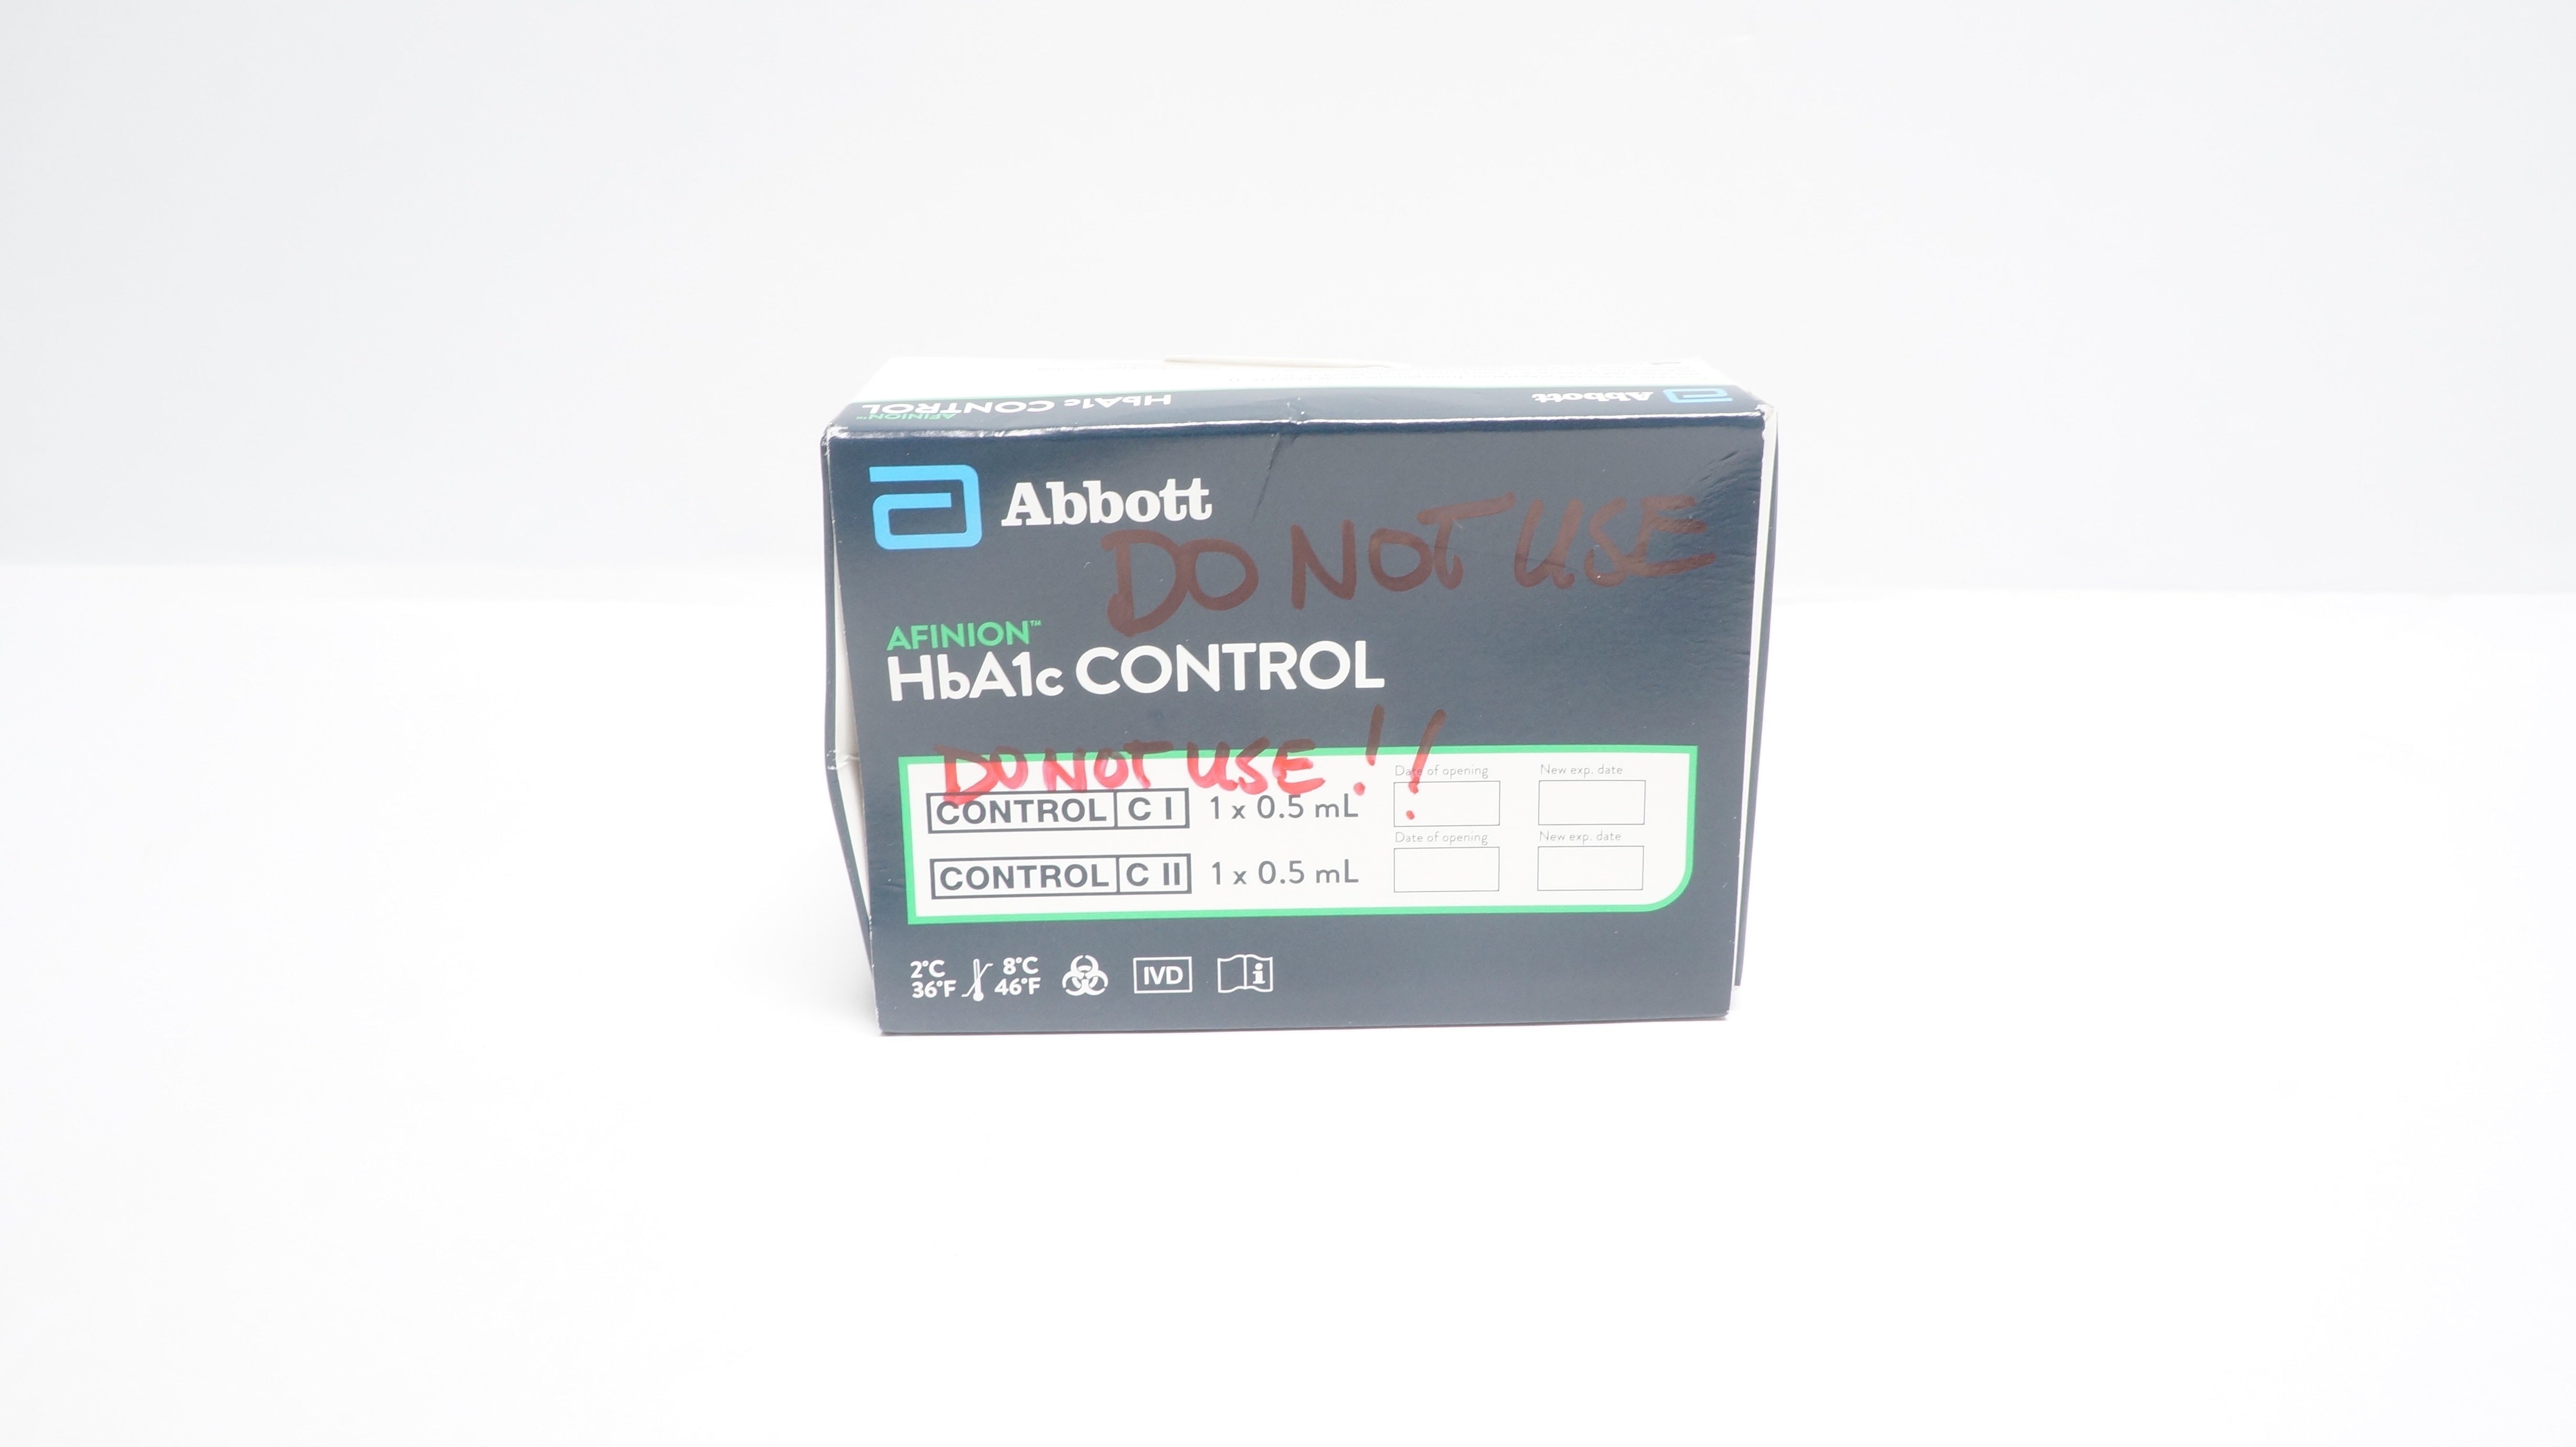 AFINION™
HbA1c CONTROL
Abbott
Abbott
DO NOT USE
AFINION™
HbA1c CONTROL
DO NOT USE!!
CONTROL C I 1 x 0.5 mL
Date of opening
New exp. date
CONTROL C II 1 x 0.5 mL
Date of opening
New exp. date
2°C 8°C
36°F 46°F
IVD
i